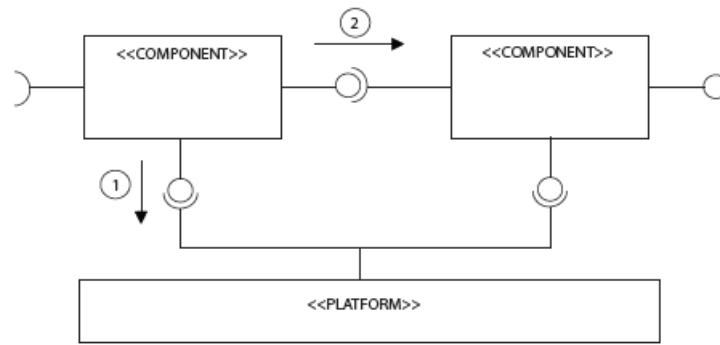 2
<<COMPONENT>>
<<COMPONENT>>
1
<<PLATFORM>>